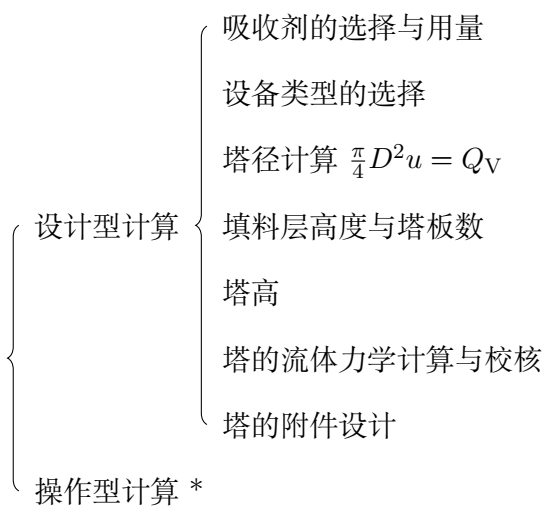 吸收剂的选择与用量
设备类型的选择
塔径计算 $\frac{\pi}{4}D^2u = Q_{\mathrm{V}}$
设计型计算
填料层高度与塔板数
塔高
塔的流体力学计算与校核
塔的附件设计
操作型计算 *